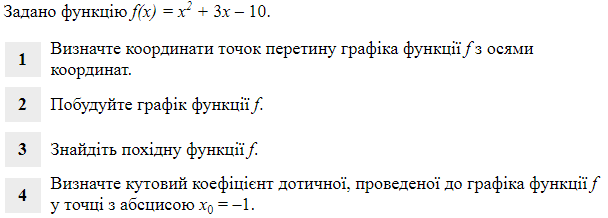 Задано функцію f(x) = x² + 3x – 10.
1 Визначте координати точок перетину графіка функції f з осями
координат.
2 Побудуйте графік функції f.
3 Знайдіть похідну функції f.
4 Визначте кутовий коефіцієнт дотичної, проведеної до графіка функції f
у точці з абсцисою x₀ = –1.